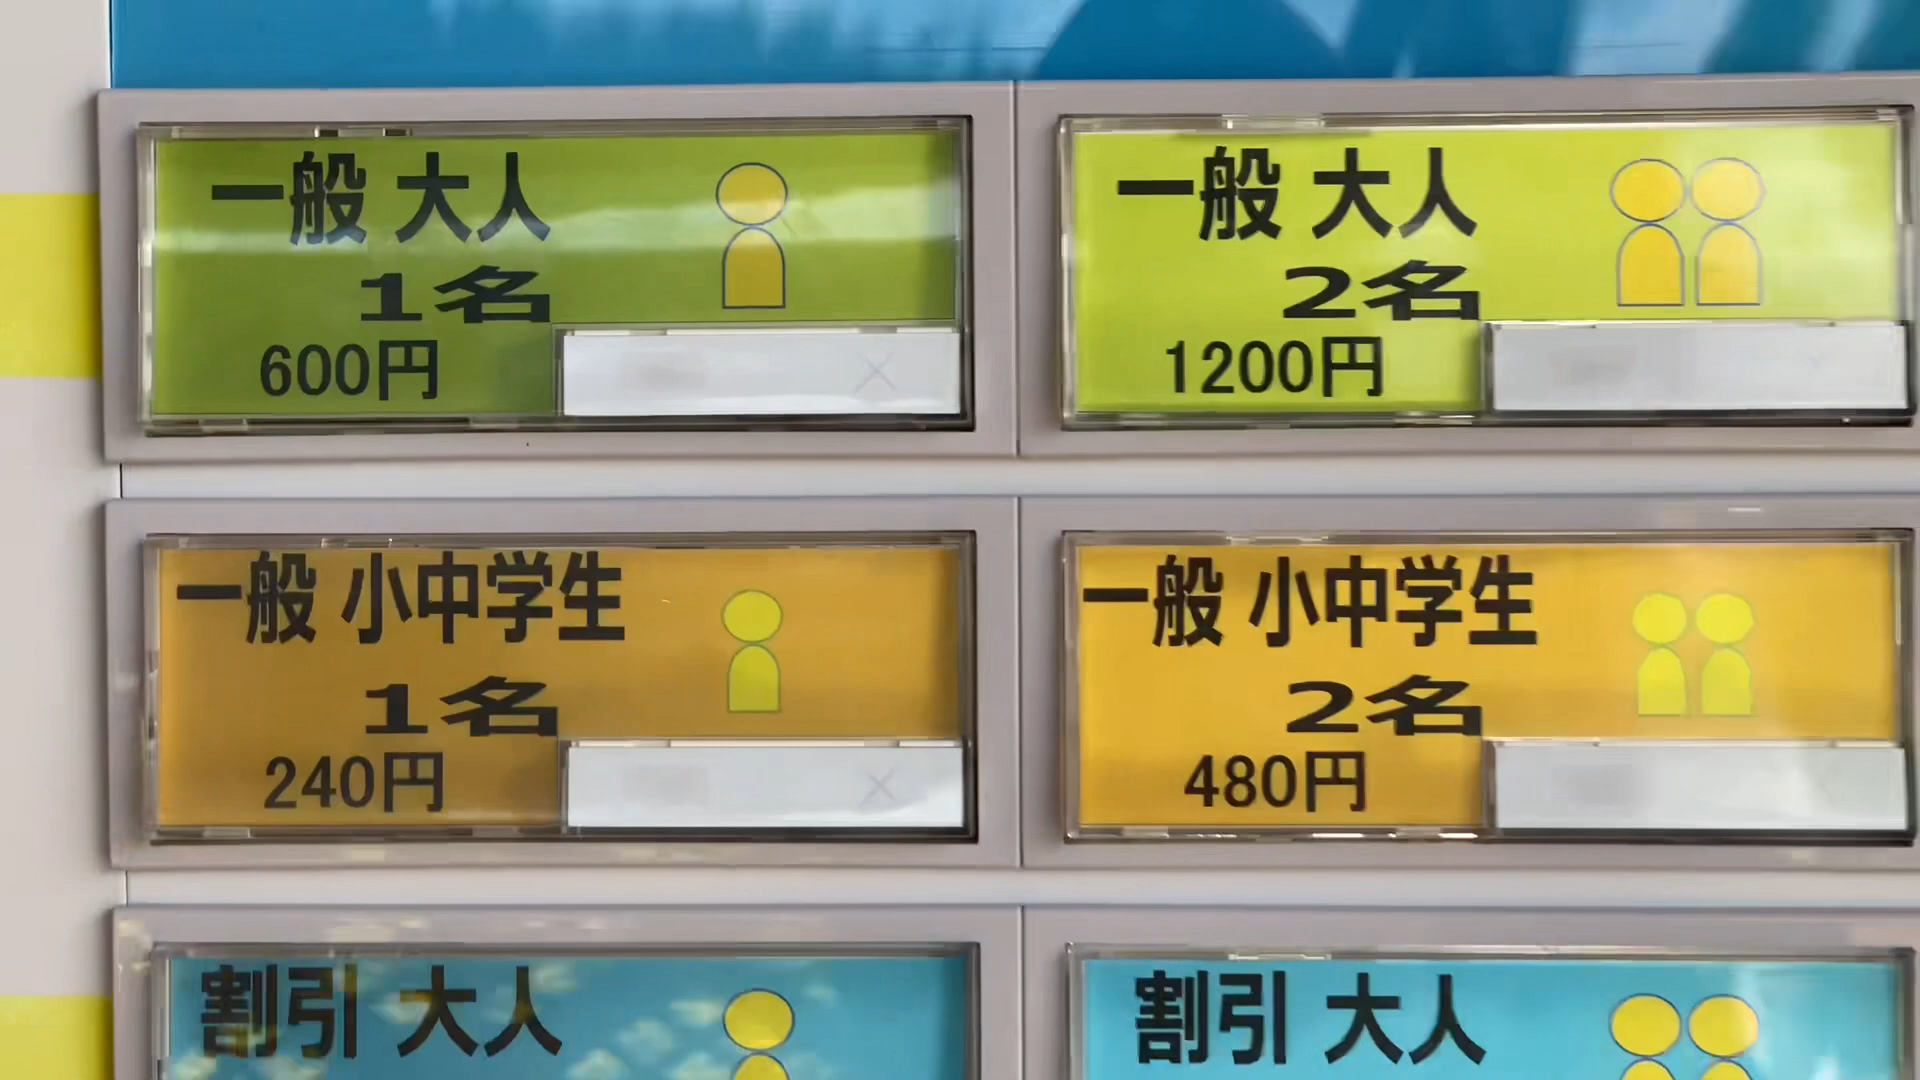 一般 大人
1名
600円
一般 大人
2名
1200円
一般 小中学生
1名
240円
一般 小中学生
2名
480円
割引 大人
割引 大人